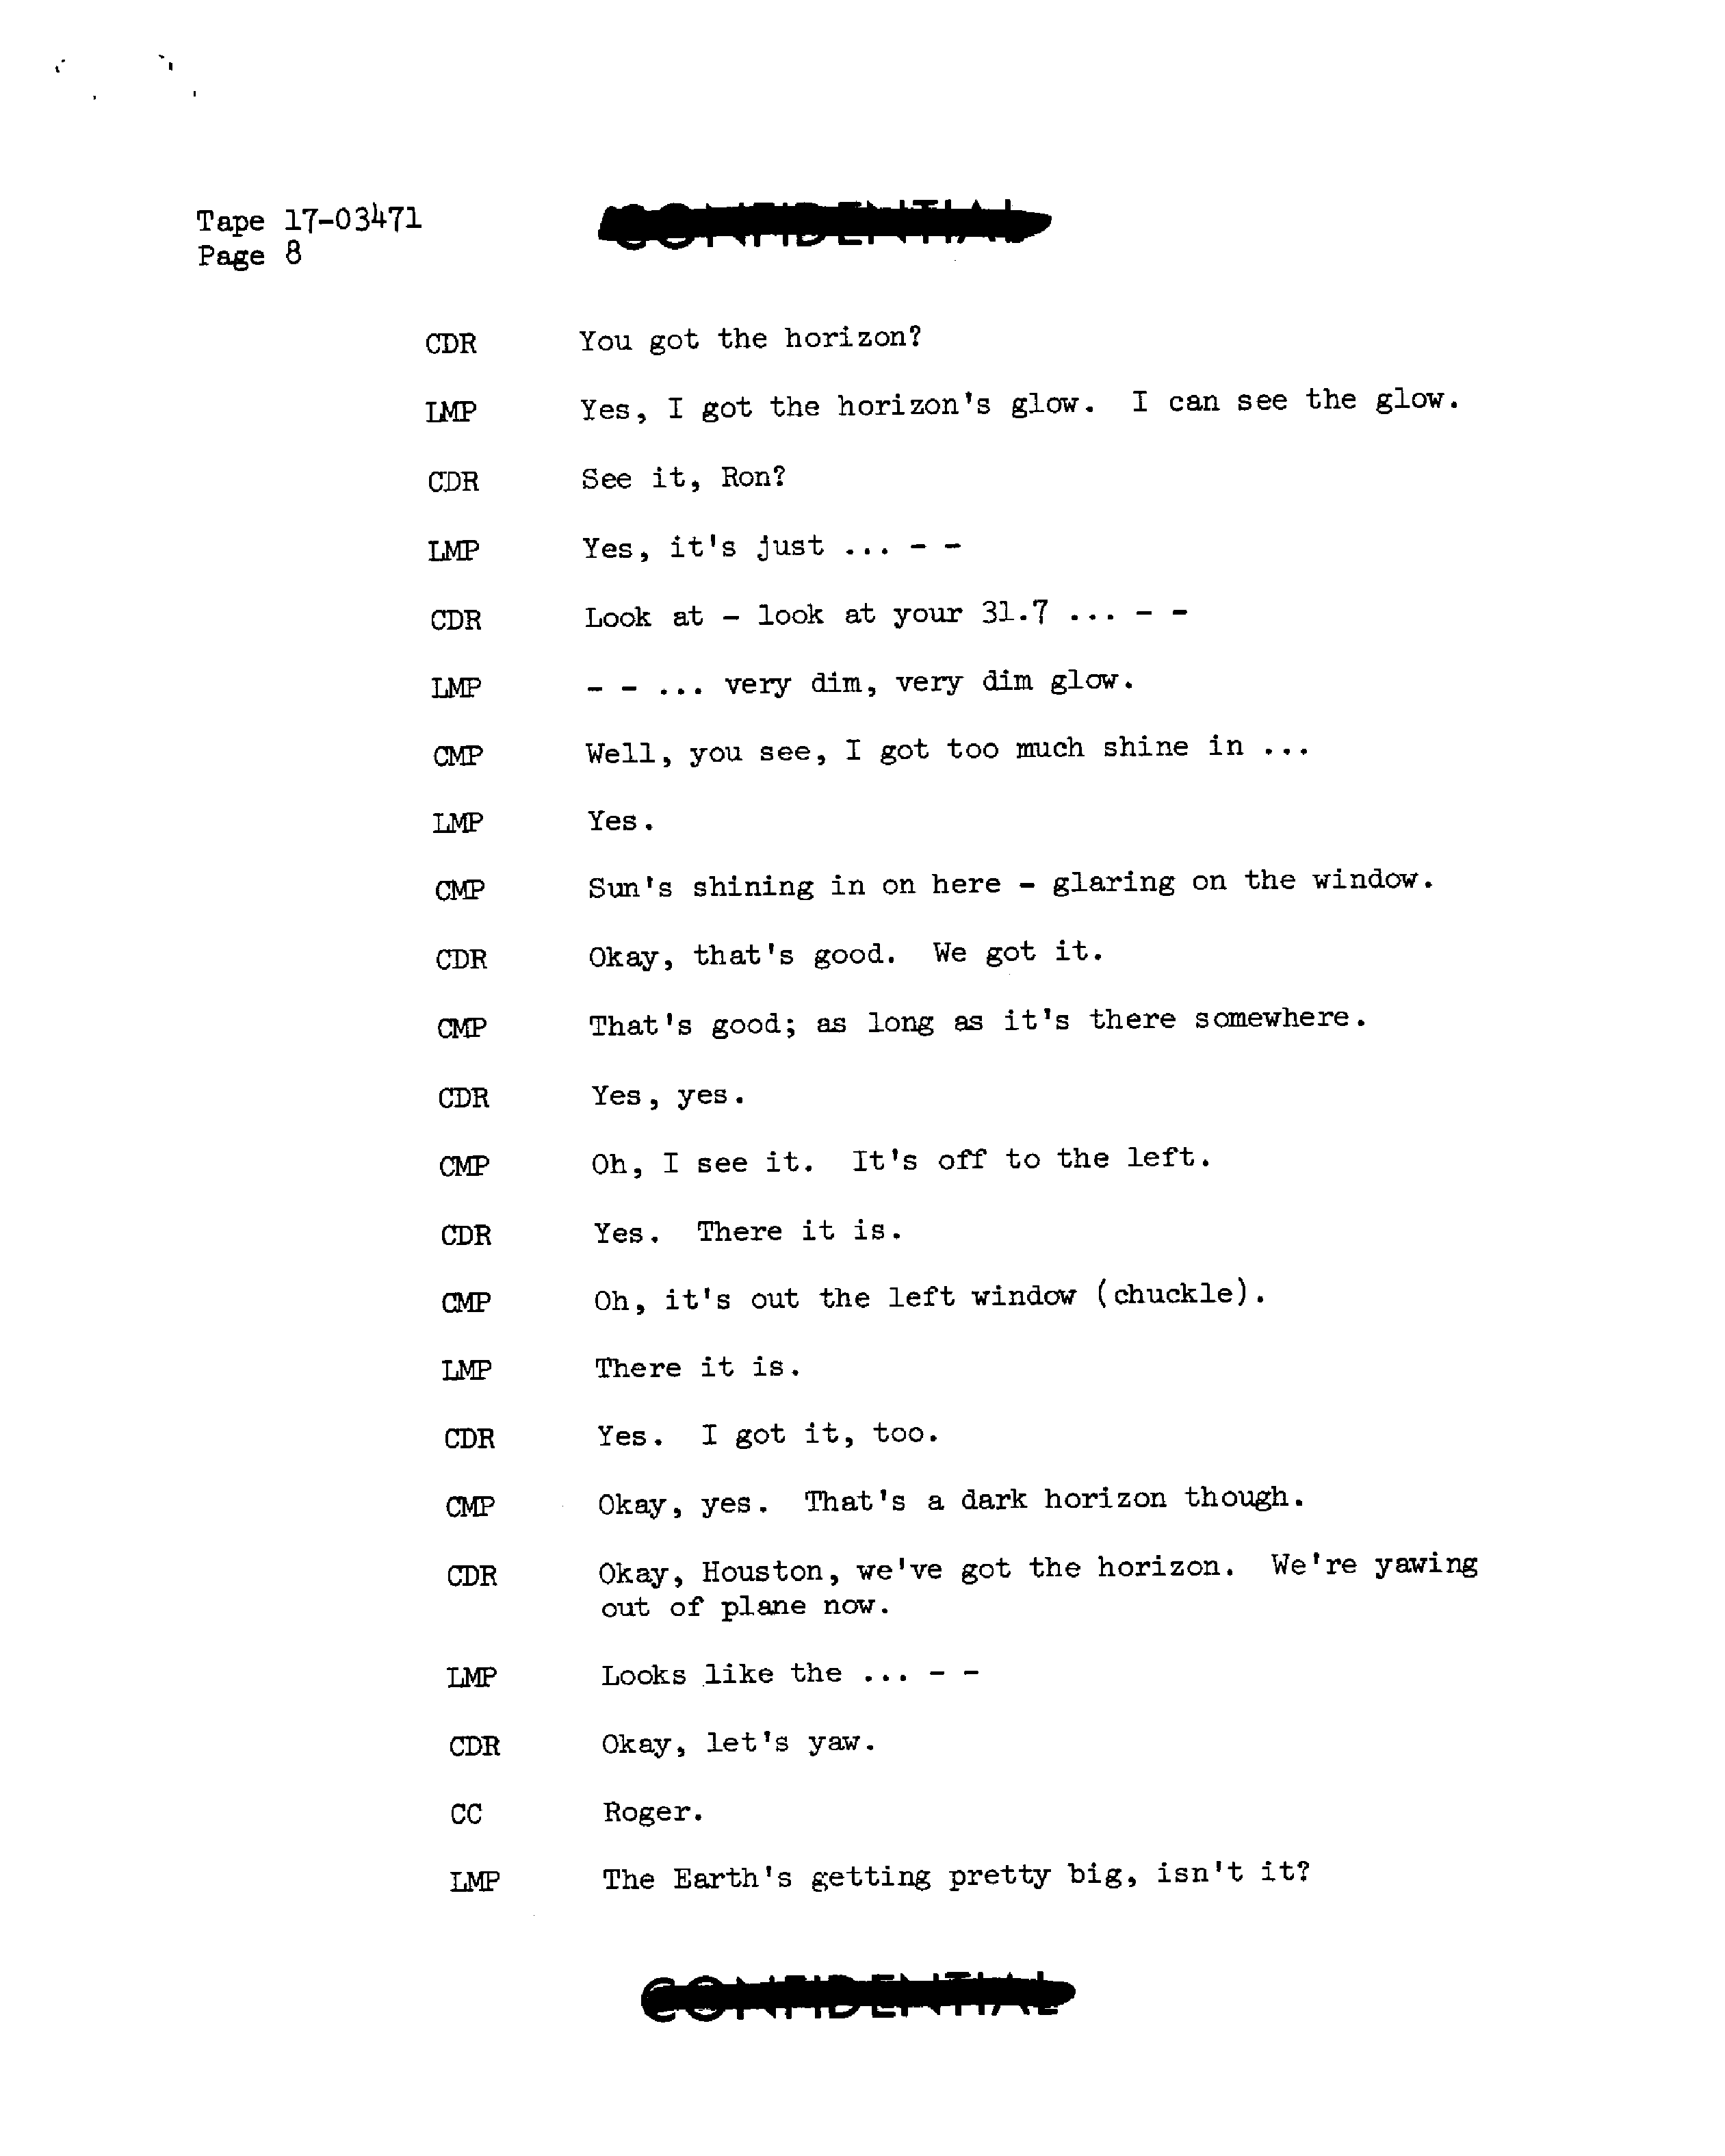 Tape 17-03471
Page 8
CONFIDENTIAL
CDR You got the horizon?
LMP Yes, I got the horizon's glow. I can see the glow.
CDR See it, Ron?
LMP Yes, it's just ... - -
CDR Look at - look at your 31.7 ... - -
LMP - - ... very dim, very dim glow.
CMP Well, you see, I got too much shine in ...
LMP Yes.
CMP Sun's shining in on here - glaring on the window.
CDR Okay, that's good. We got it.
CMP That's good; as long as it's there somewhere.
CDR Yes, yes.
CMP Oh, I see it. It's off to the left.
CDR Yes. There it is.
CMP Oh, it's out the left window (chuckle).
LMP There it is.
CDR Yes. I got it, too.
CMP Okay, yes. That's a dark horizon though.
CDR Okay, Houston, we've got the horizon. We're yawing
out of plane now.
LMP Looks like the ... - -
CDR Okay, let's yaw.
CC Roger.
LMP The Earth's getting pretty big, isn't it?
CONFIDENTIAL